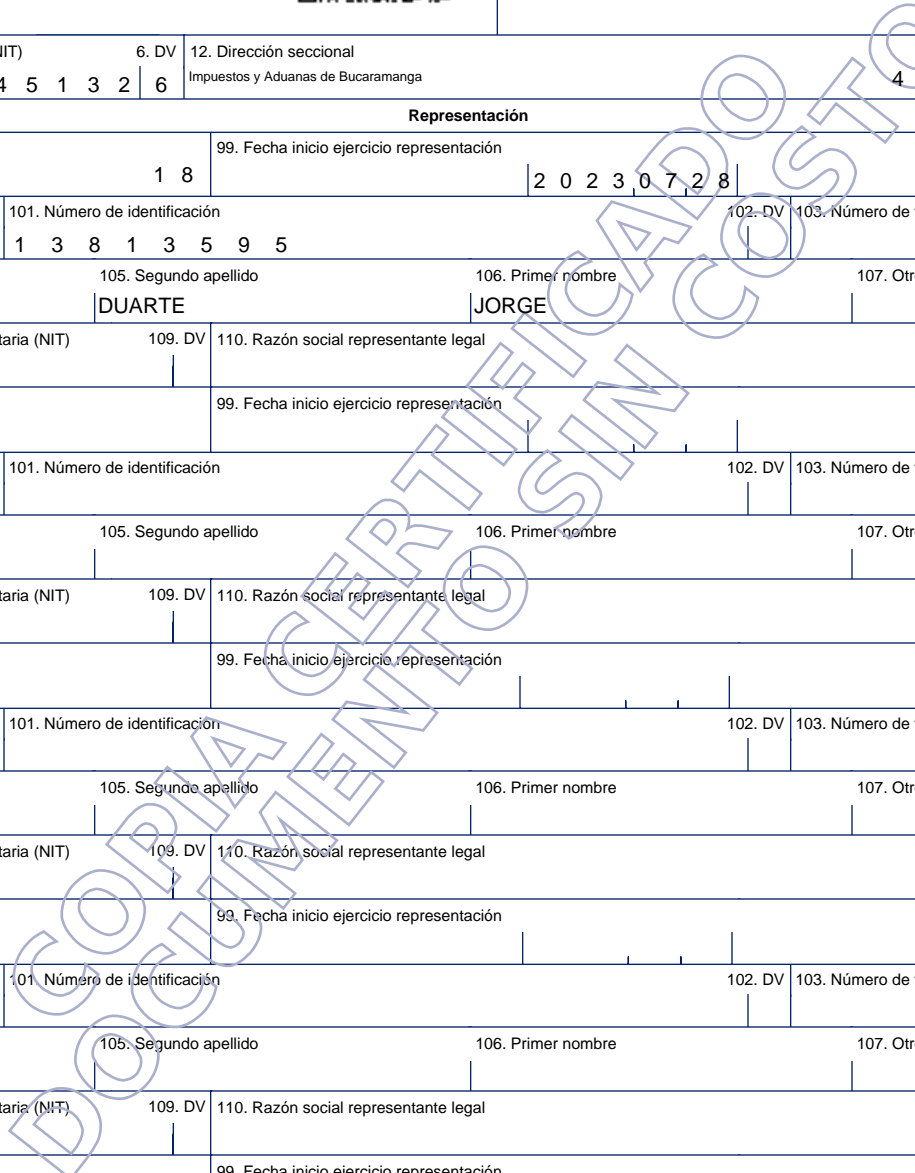 IT) 6. DV 12. Dirección seccional
4 5 1 3 2 6 Impuestos y Aduanas de Bucaramanga 4
Representación
99. Fecha inicio ejercicio representación
1 8 2 0 2 3 0 7 2 8
101. Número de identificación 102. DV 103. Número de
1 3 8 1 3 5 9 5
105. Segundo apellido 106. Primer nombre 107. Otr
DUARTE JORGE
taria (NIT) 109. DV 110. Razón social representante legal
99. Fecha inicio ejercicio representación
101. Número de identificación 102. DV 103. Número de
105. Segundo apellido 106. Primer nombre 107. Otr
taria (NIT) 109. DV 110. Razón social representante legal
99. Fecha inicio ejercicio representación
101. Número de identificación 102. DV 103. Número de
105. Segundo apellido 106. Primer nombre 107. Otr
taria (NIT) 109. DV 110. Razón social representante legal
99. Fecha inicio ejercicio representación
101. Número de identificación 102. DV 103. Número de
105. Segundo apellido 106. Primer nombre 107. Otr
taria (NIT) 109. DV 110. Razón social representante legal
99. Fecha inicio ejercicio representación
COPIA CERTIFICADO
DOCUMENTO SIN COSTO